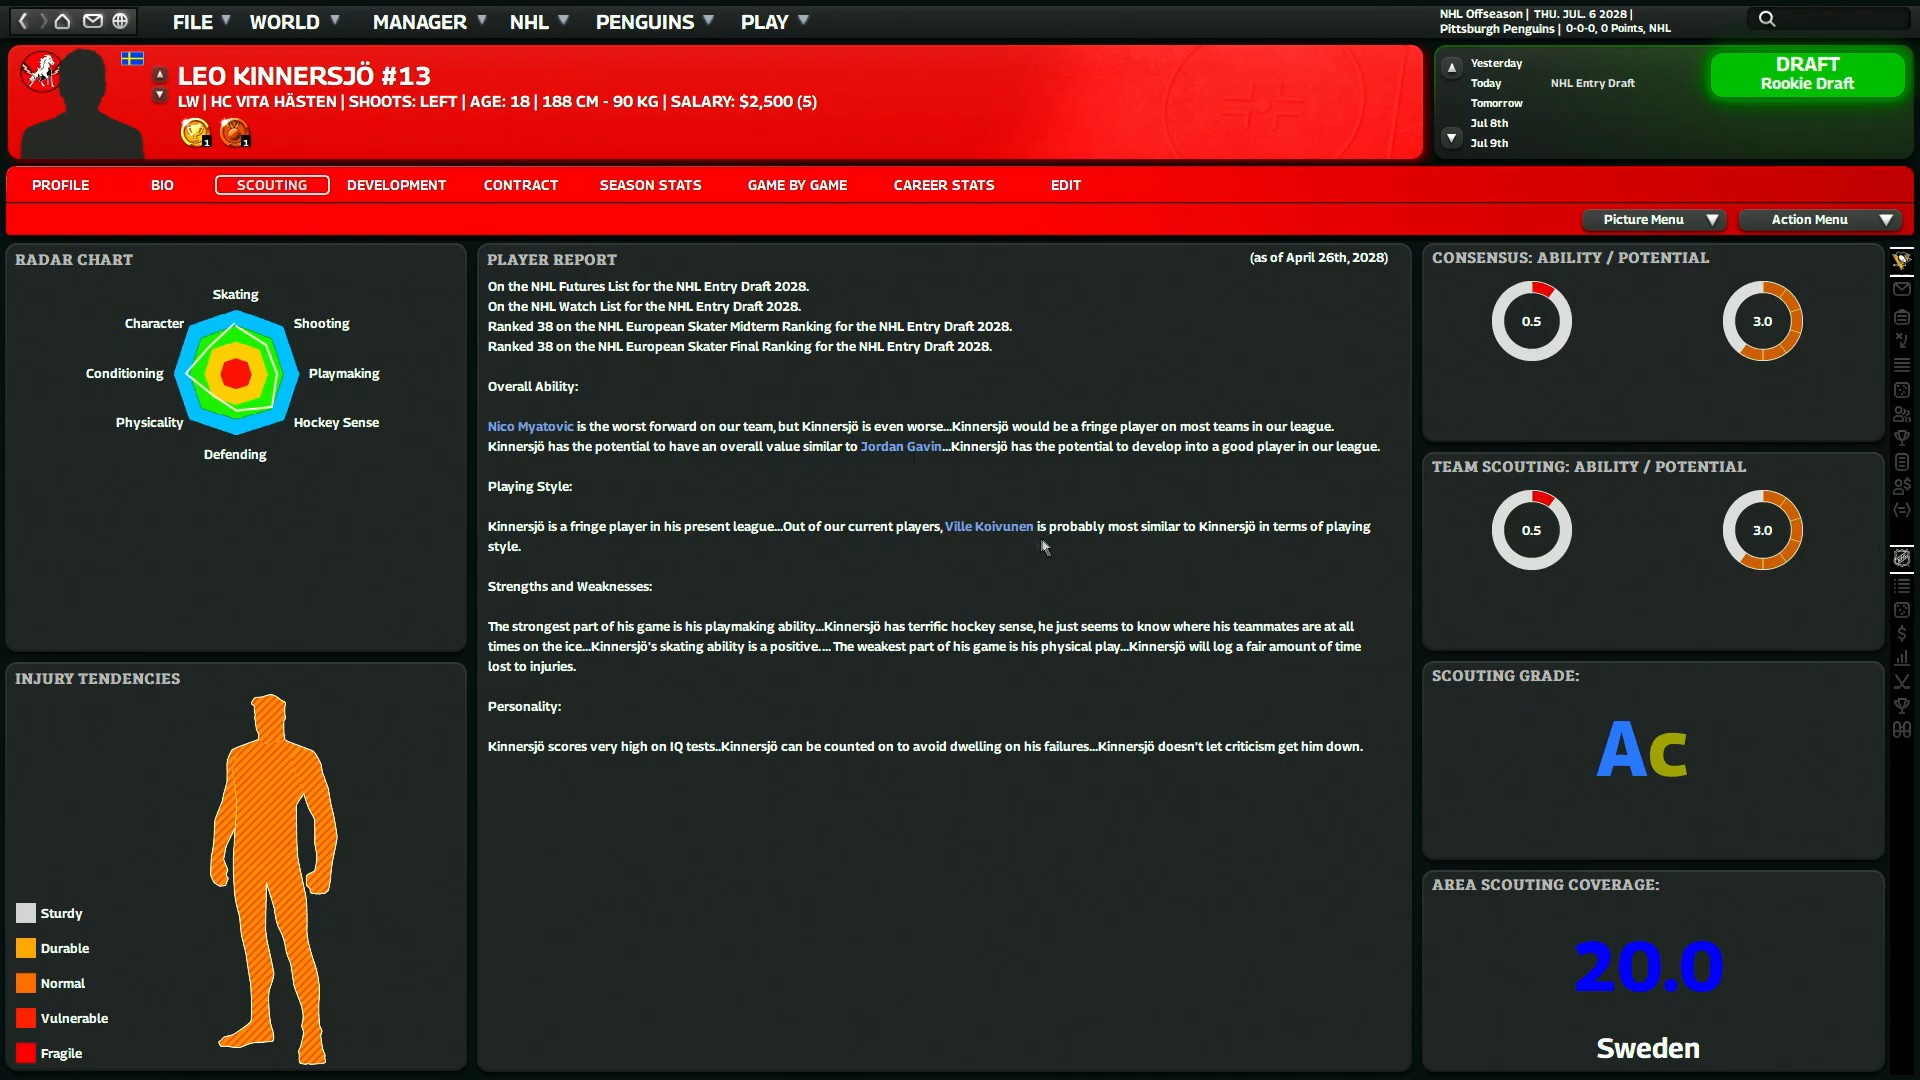 FILE WORLD MANAGER NHL PENGUINS PLAY
NHL Offseason | THU. JUL. 6 2028 |
Pittsburgh Penguins | 0-0-0, 0 Points, NHL
LEO KINNERSJÖ #13
LW | HC VITA HÄSTEN | SHOOTS: LEFT | AGE: 18 | 188 CM - 90 KG | SALARY: $2,500 (5)
1 1
Yesterday
Today NHL Entry Draft
Tomorrow
Jul 8th
Jul 9th
DRAFT
Rookie Draft
PROFILE BIO SCOUTING DEVELOPMENT CONTRACT SEASON STATS GAME BY GAME CAREER STATS EDIT
Picture Menu Action Menu
RADAR CHART
Skating
Character Shooting
Conditioning Playmaking
Physicality Hockey Sense
Defending
INJURY TENDENCIES
Sturdy
Durable
Normal
Vulnerable
Fragile
PLAYER REPORT (as of April 26th, 2028)
On the NHL Futures List for the NHL Entry Draft 2028.
On the NHL Watch List for the NHL Entry Draft 2028.
Ranked 38 on the NHL European Skater Midterm Ranking for the NHL Entry Draft 2028.
Ranked 38 on the NHL European Skater Final Ranking for the NHL Entry Draft 2028.
Overall Ability:
Nico Myatovic is the worst forward on our team, but Kinnersjö is even worse...Kinnersjö would be a fringe player on most teams in our league.
Kinnersjö has the potential to have an overall value similar to Jordan Gavin...Kinnersjö has the potential to develop into a good player in our league.
Playing Style:
Kinnersjö is a fringe player in his present league...Out of our current players, Ville Koivunen is probably most similar to Kinnersjö in terms of playing
style.
Strengths and Weaknesses:
The strongest part of his game is his playmaking ability...Kinnersjö has terrific hockey sense, he just seems to know where his teammates are at all
times on the ice...Kinnersjö's skating ability is a positive.... The weakest part of his game is his physical play...Kinnersjö will log a fair amount of time
lost to injuries.
Personality:
Kinnersjö scores very high on IQ tests..Kinnersjö can be counted on to avoid dwelling on his failures...Kinnersjö doesn't let criticism get him down.
CONSENSUS: ABILITY / POTENTIAL
0.5 3.0
TEAM SCOUTING: ABILITY / POTENTIAL
0.5 3.0
SCOUTING GRADE:
Ac
AREA SCOUTING COVERAGE:
20.0
Sweden